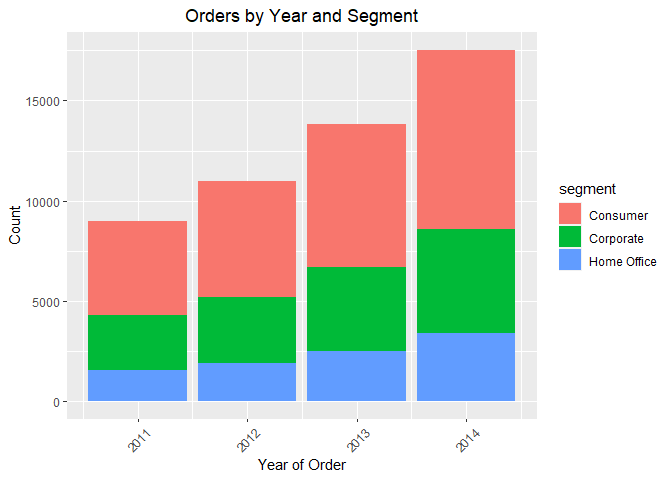 Orders by Year and Segment
Count
15000
10000
5000
0
2011
2012
2013
2014
Year of Order
segment
Consumer
Corporate
Home Office